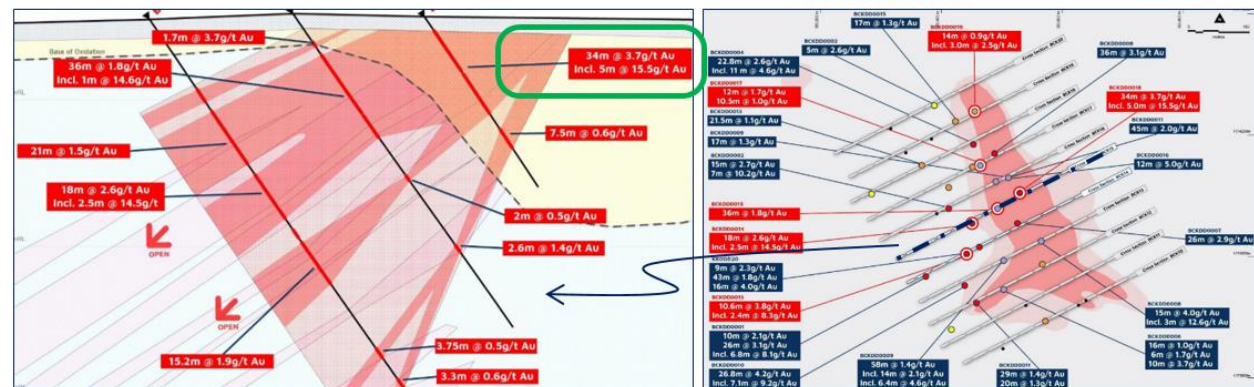 1.7m @ 3.7g/t Au
Base of Oxidation
36m @ 1.8g/t Au
Incl. 1m @ 14.6g/t Au
34m @ 3.7g/t Au
Incl. 5m @ 15.5g/t Au
7.5m @ 0.6g/t Au
21m @ 1.5g/t Au
18m @ 2.6g/t Au
Incl. 2.5m @ 14.5g/t
2m @ 0.5g/t Au
2.6m @ 1.4g/t Au
OPEN
OPEN
15.2m @ 1.9g/t Au
3.75m @ 0.5g/t Au
3.3m @ 0.6g/t Au
BCKDD0015
17m @ 1.3g/t Au
5m @ 2.6g/t Au
14m @ 0.9g/t Au
Incl. 3.0m @ 2.5g/t Au
36m @ 3.1g/t Au
BCKDD0004
22.8m @ 2.6g/t Au
Incl. 11m @ 4.6g/t Au
BCKDD0017
12m @ 1.7g/t Au
10.5m @ 1.0g/t Au
21.5m @ 1.1g/t Au
BCKDD0009
17m @ 1.3g/t Au
BCKDD0002
15m @ 2.7g/t Au
7m @ 10.2g/t Au
36m @ 1.8g/t Au
BCKDD0014
18m @ 2.6g/t Au
Incl. 2.5m @ 14.5g/t Au
9m @ 2.3g/t Au
43m @ 1.8g/t Au
16m @ 4.0g/t Au
10.6m @ 3.8g/t Au
Incl 2.4m @ 8.3g/t Au
BCKDD0001
10m @ 2.1g/t Au
26m @ 3.1g/t Au
Incl. 6.8m @ 8.1g/t Au
BCKDD0010
26.8m @ 4.2g/t Au
Incl. 7.1m @ 9.2g/t Au
BCKDD0018
34m @ 3.7g/t Au
Incl. 5.0m @ 15.5g/t Au
BCKDD0011
45m @ 2.0g/t Au
BCKDD0016
12m @ 5.0g/t Au
BCKDD0007
26m @ 2.9g/t Au
15m @ 4.0g/t Au
Incl. 3m @ 12.6g/t Au
16m @ 1.0g/t Au
6m @ 1.7g/t Au
10m @ 3.7g/t Au
58m @ 1.4g/t Au
Incl. 14m @ 2.1g/t Au
Incl. 6.4m @ 4.6g/t Au
29m @ 1.4g/t Au
20m @ 1.3g/t Au